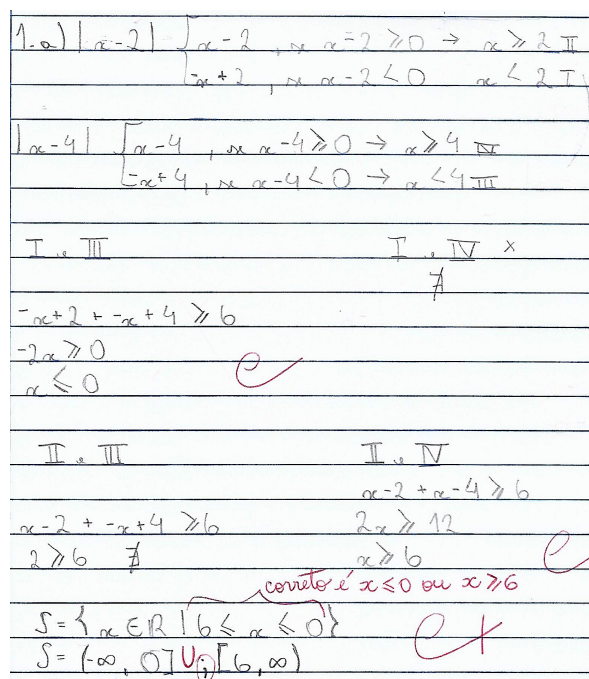 1.a) |x-2| { x-2 , se x-2 ≥ 0 → x ≥ 2 II
-x+2 , se x-2 < 0 x < 2 I
|x-4| { x-4 , se x-4 ≥ 0 → x ≥ 4 IV
-x+4 , se x-4 < 0 → x < 4 III
I e III I e IV x
∄
-x+2 + -x+4 ≥ 6
-2x ≥ 0
x ≤ 0 C
II e III II e IV
x-2 + x-4 ≥ 6
x-2 + -x+4 ≥ 6 2x ≥ 12
2 ≥ 6 ∄ x ≥ 6 C
correto é x ≤ 0 ou x ≥ 6
S = { x ∈ R | 6 ≤ x ≤ 0 }
S = (-∞, 0] U ; [6, ∞) C